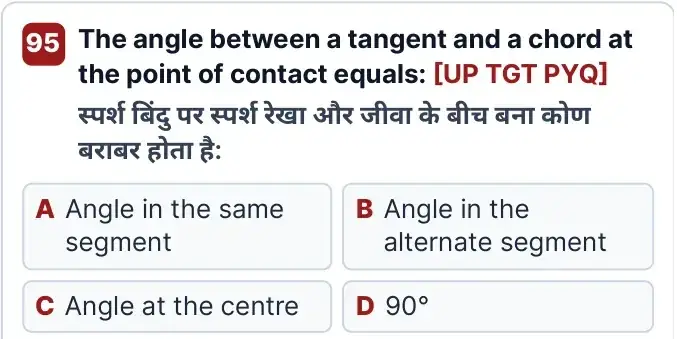 95 The angle between a tangent and a chord at
the point of contact equals: [UP TGT PYQ]
स्पर्श बिंदु पर स्पर्श रेखा और जीवा के बीच बना कोण
बराबर होता है:
A Angle in the same
segment
B Angle in the
alternate segment
C Angle at the centre
D 90°